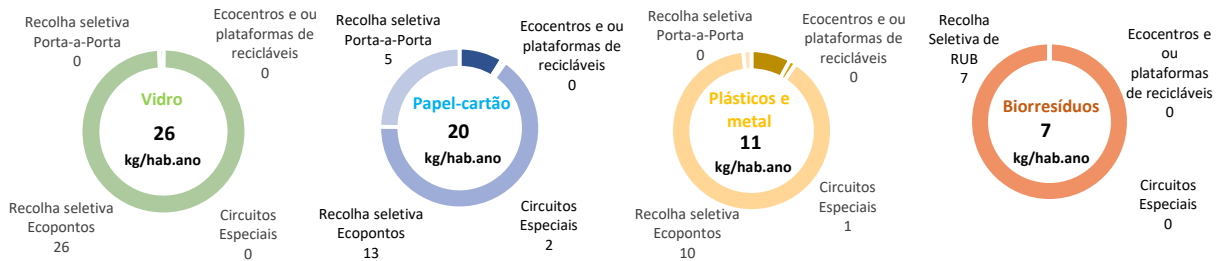 Recolha seletiva
Porta-a-Porta
0
Ecocentros e ou
plataformas de
recicláveis
0
Vidro
26
kg/hab.ano
Recolha seletiva
Ecopontos
26
Circuitos
Especiais
0
Recolha seletiva
Porta-a-Porta
5
Ecocentros e ou
plataformas de
recicláveis
0
Papel-cartão
20
kg/hab.ano
Recolha seletiva
Ecopontos
13
Circuitos
Especiais
2
Recolha seletiva
Porta-a-Porta
0
Ecocentros e ou
plataformas de
recicláveis
0
Plásticos e
metal
11
kg/hab.ano
Recolha seletiva
Ecopontos
10
Circuitos
Especiais
1
Recolha
Seletiva de
RUB
7
Ecocentros e
ou
plataformas
de recicláveis
0
Biorresíduos
7
kg/hab.ano
Circuitos
Especiais
0